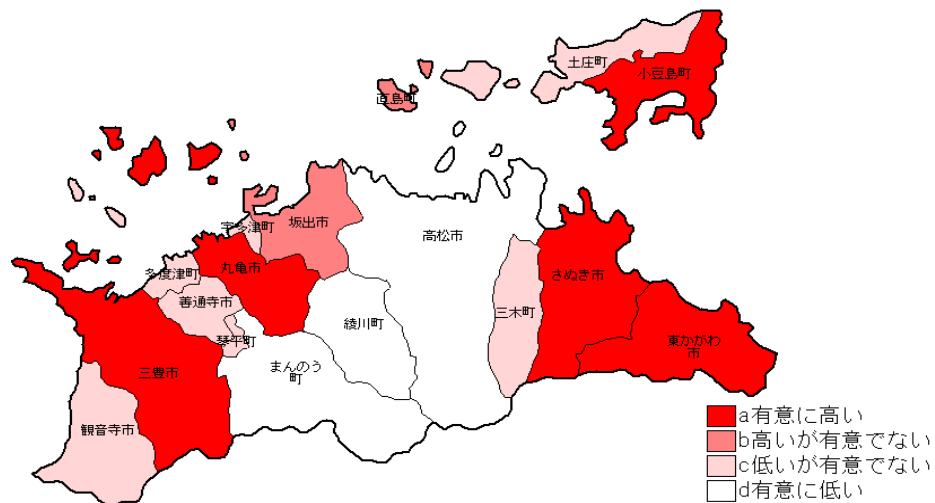 土庄町
小豆島町
直島町
宇多津町
坂出市
高松市
多度津町
丸亀市
さぬき市
善通寺市
三木町
綾川町
琴平町
東かがわ
市
まんのう
町
三豊市
観音寺市
a有意に高い
b高いが有意でない
c低いが有意でない
d有意に低い